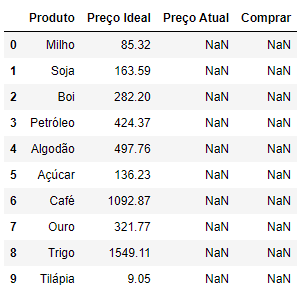 Produto Preço Ideal Preço Atual Comprar
0 Milho 85.32 NaN NaN
1 Soja 163.59 NaN NaN
2 Boi 282.20 NaN NaN
3 Petróleo 424.37 NaN NaN
4 Algodão 497.76 NaN NaN
5 Açúcar 136.23 NaN NaN
6 Café 1092.87 NaN NaN
7 Ouro 321.77 NaN NaN
8 Trigo 1549.11 NaN NaN
9 Tilápia 9.05 NaN NaN